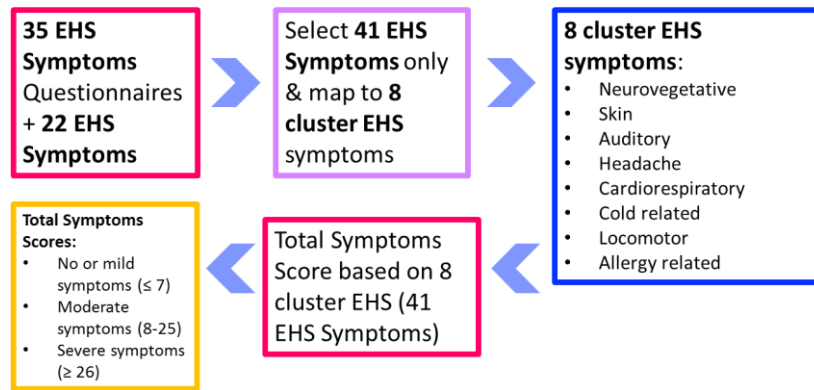 35 EHS
Symptoms
Questionnaires
+ 22 EHS
Symptoms
Select 41 EHS
Symptoms only
& map to 8
cluster EHS
symptoms
8 cluster EHS
symptoms:
• Neurovegetative
• Skin
• Auditory
• Headache
• Cardiorespiratory
• Cold related
• Locomotor
• Allergy related
Total Symptoms
Score based on 8
cluster EHS (41
EHS Symptoms)
Total Symptoms
Scores:
• No or mild
symptoms (≤ 7)
• Moderate
symptoms (8-25)
• Severe symptoms
(≥ 26)